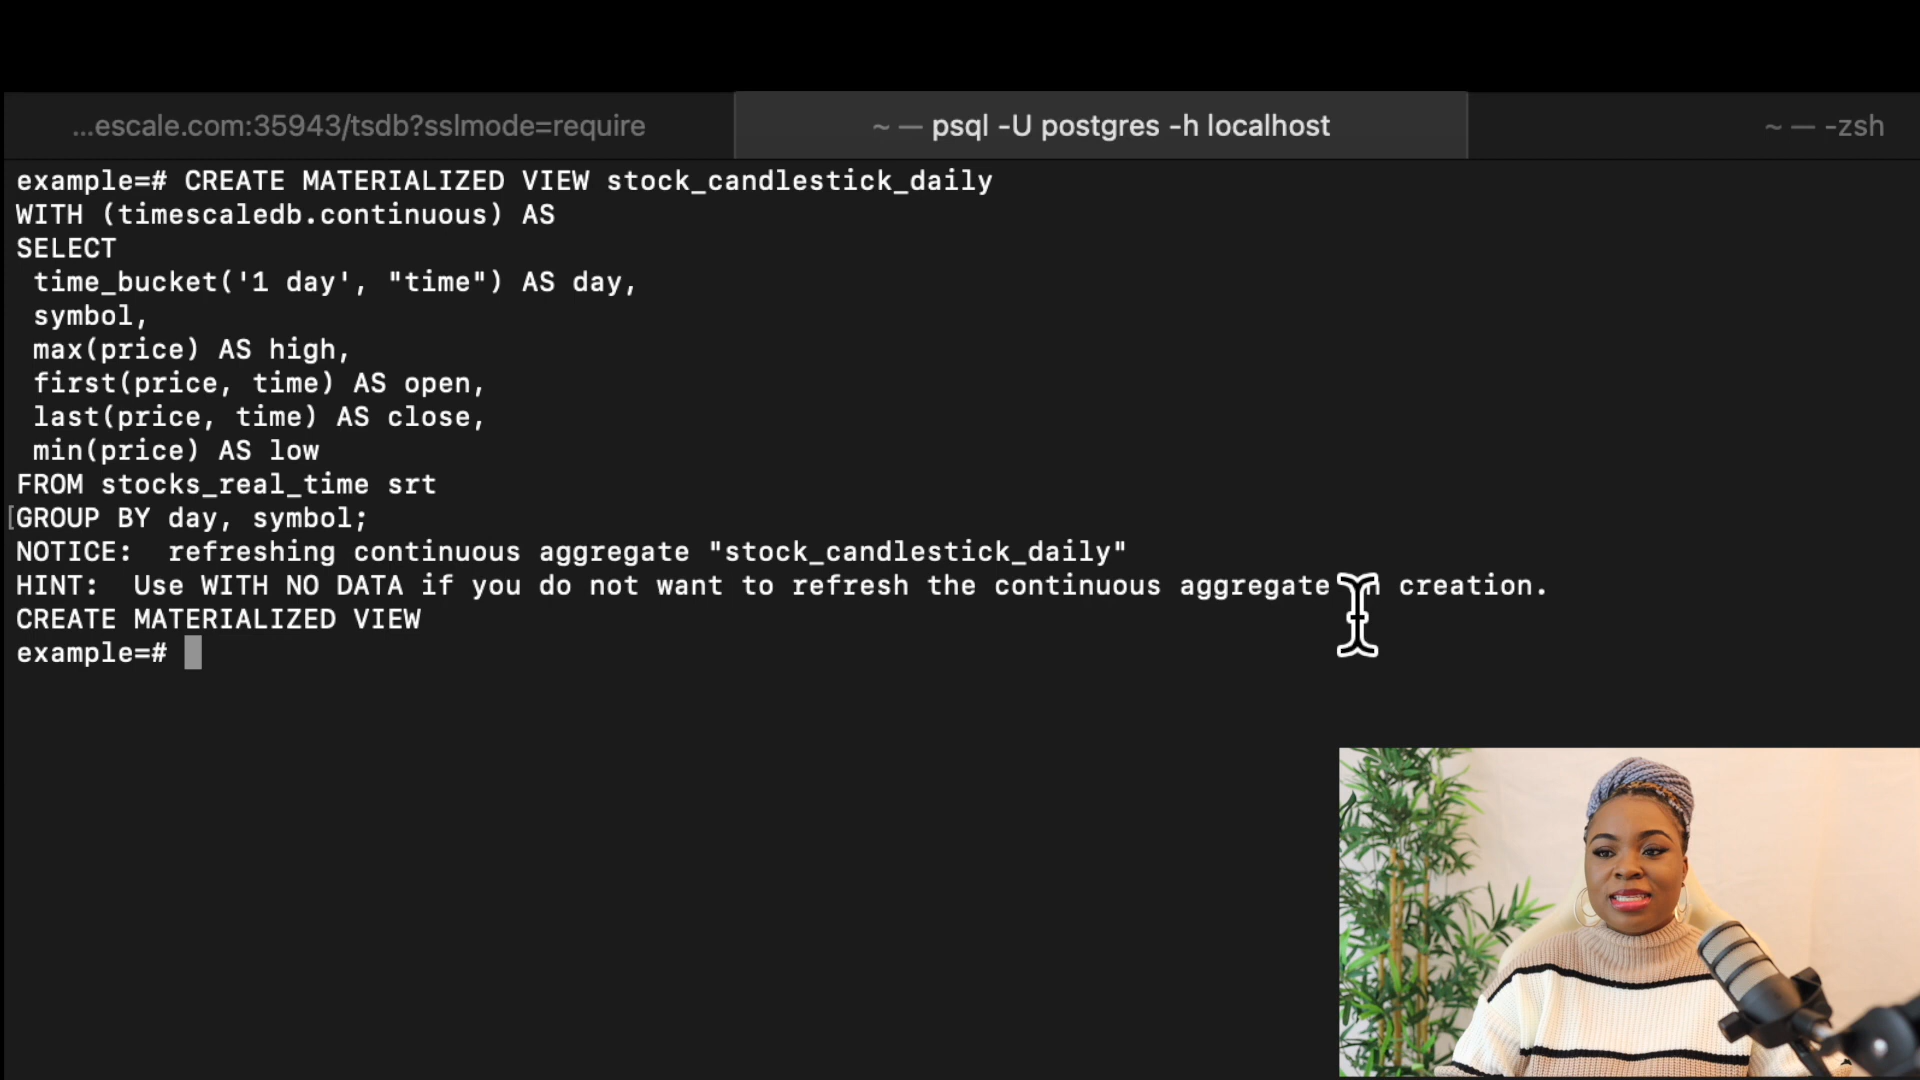 ...escale.com:35943/tsdb?sslmode=require
~ — psql -U postgres -h localhost
~ — -zsh
example=# CREATE MATERIALIZED VIEW stock_candlestick_daily
WITH (timescaledb.continuous) AS
SELECT
 time_bucket('1 day', "time") AS day,
 symbol,
 max(price) AS high,
 first(price, time) AS open,
 last(price, time) AS close,
 min(price) AS low
FROM stocks_real_time srt
[GROUP BY day, symbol;
NOTICE:  refreshing continuous aggregate "stock_candlestick_daily"
HINT:  Use WITH NO DATA if you do not want to refresh the continuous aggregate creation.
CREATE MATERIALIZED VIEW
example=#